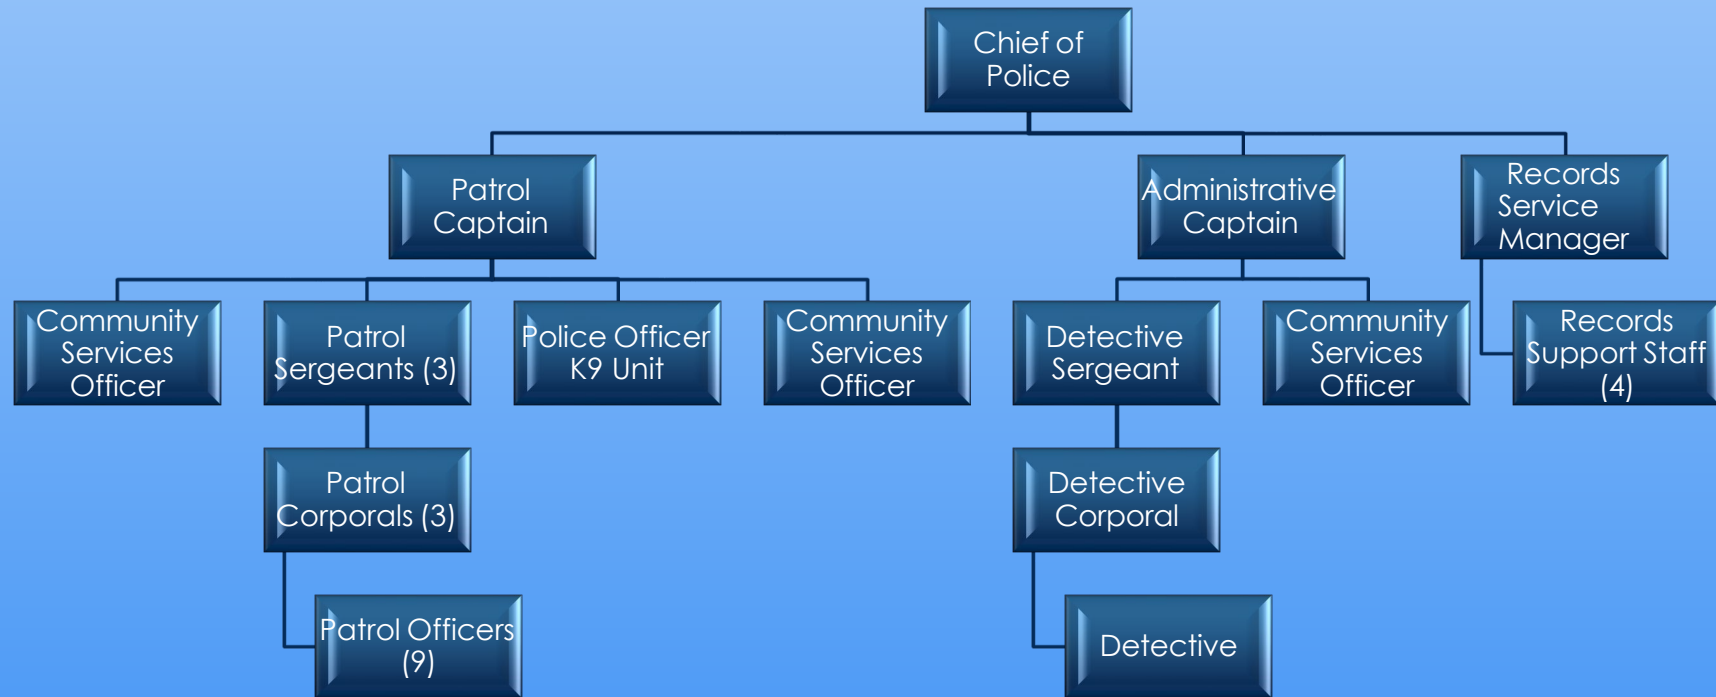 Chief of
Police
Patrol
Captain
Administrative
Captain
Records
Service
Manager
Community
Services
Officer
Patrol
Sergeants (3)
Police Officer
K9 Unit
Community
Services
Officer
Detective
Sergeant
Community
Services
Officer
Records
Support Staff
(4)
Patrol
Corporals (3)
Detective
Corporal
Patrol Officers
(9)
Detective